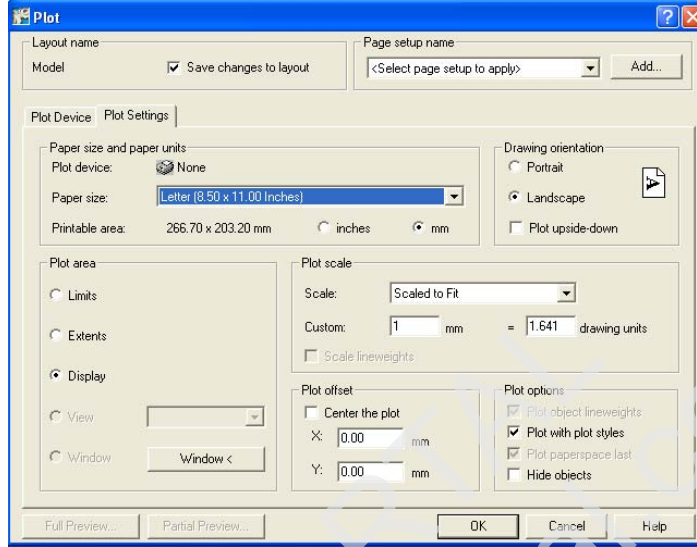 Plot
Layout name
Model
Save changes to layout
Page setup name
<Select page setup to apply>
Add...
Plot Device
Plot Settings
Paper size and paper units
Plot device:
None
Paper size:
Letter (8.50 x 11.00 Inches)
Printable area:
266.70 x 203.20 mm
inches
mm
Drawing orientation
Portrait
Landscape
Plot upside-down
A
Plot area
Limits
Extents
Display
View
Window
Window <
Plot scale
Scale:
Scaled to Fit
Custom:
1
mm
=
1.641
drawing units
Scale lineweights
Plot offset
Center the plot
X:
0.00
mm
Y:
0.00
mm
Plot options
Plot object lineweights
Plot with plot styles
Plot paperspace last
Hide objects
Full Preview...
Partial Preview...
OK
Cancel
Help